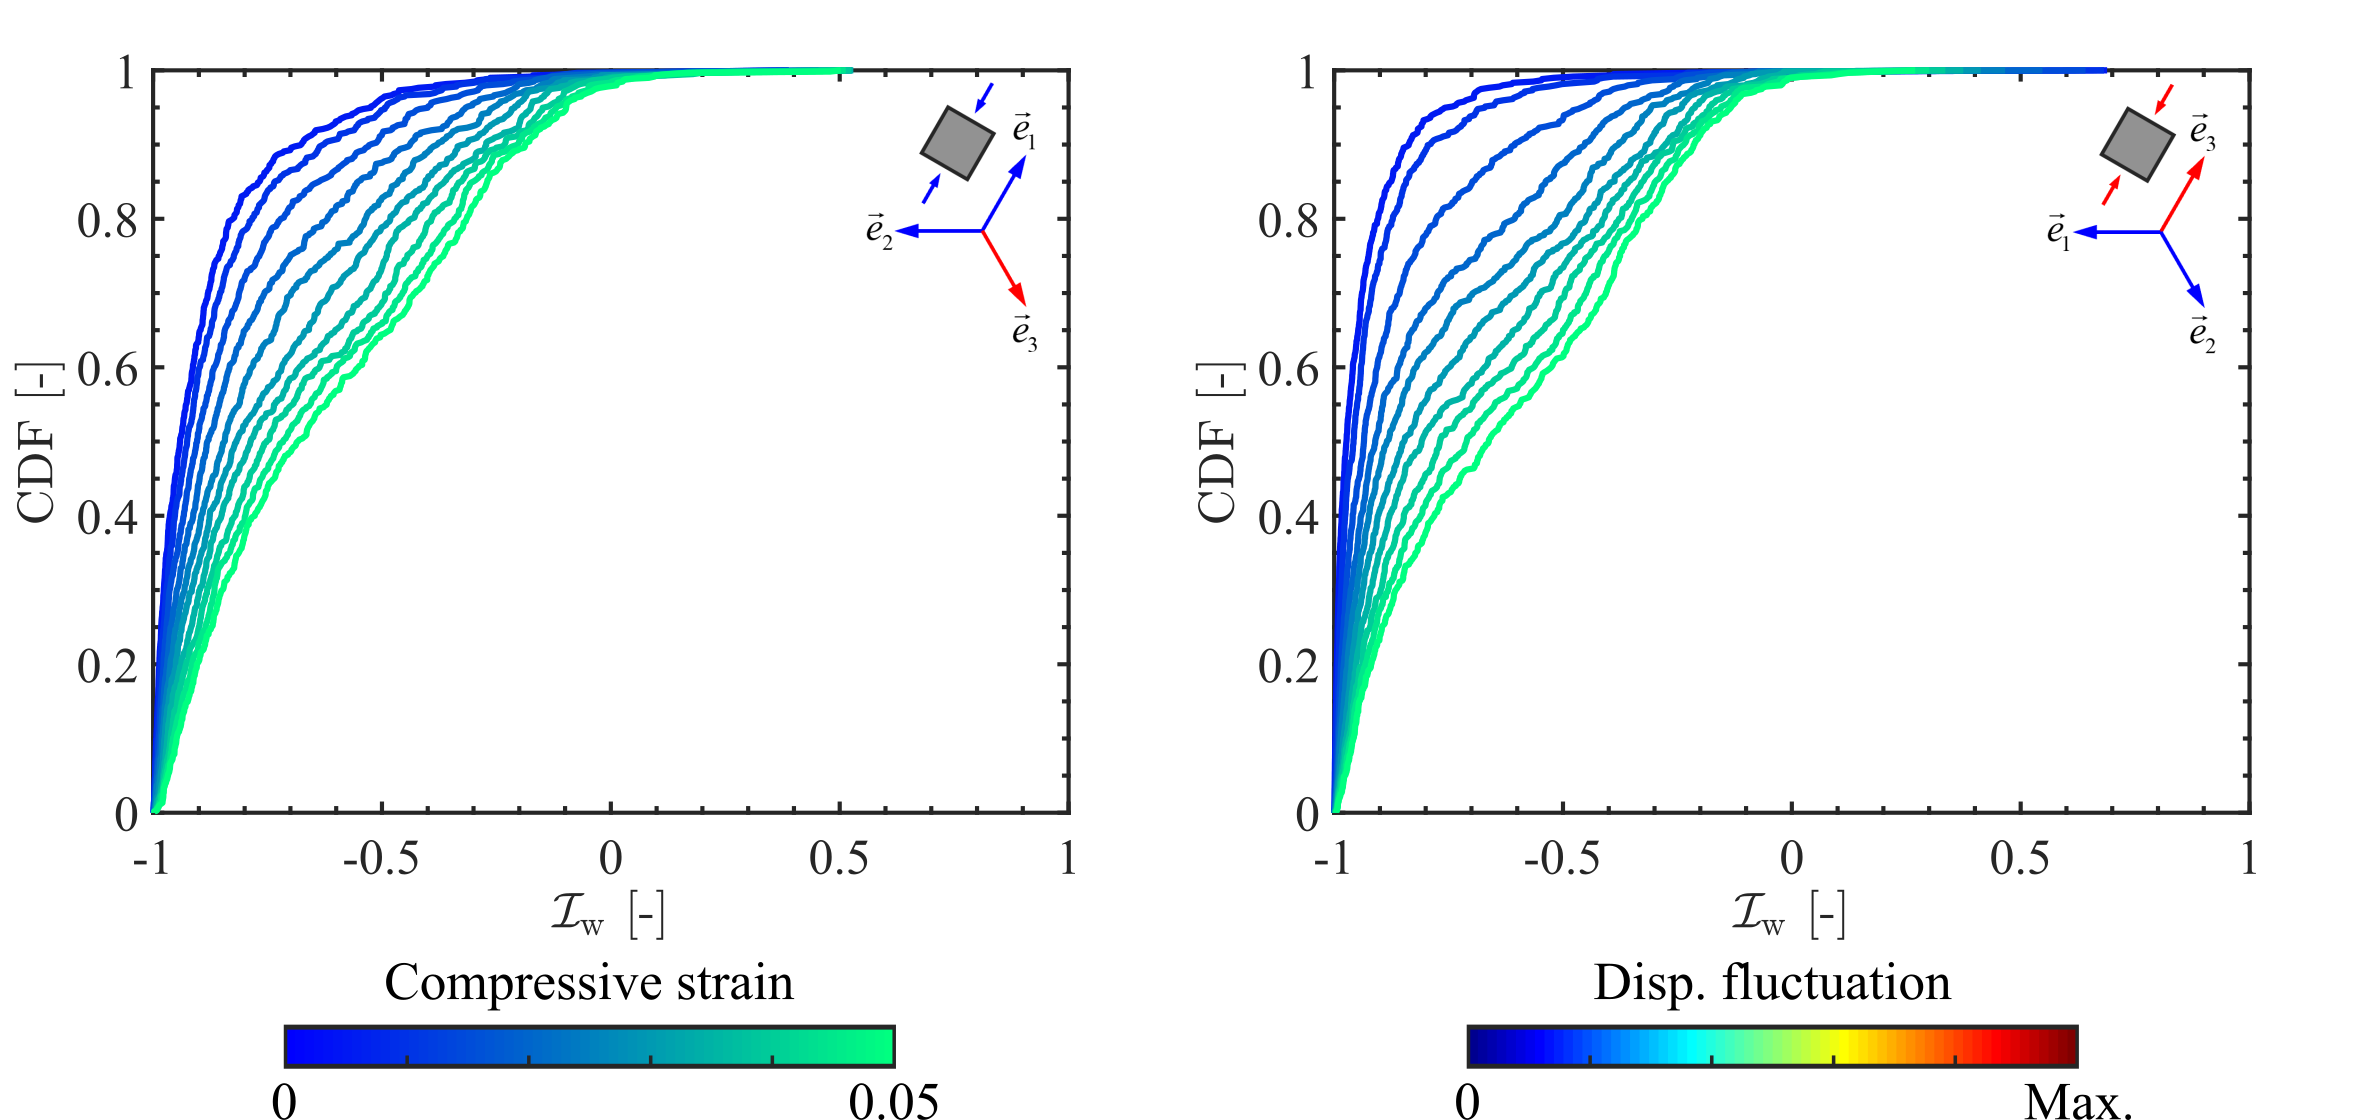 1
0.8
0.6
0.4
0.2
0
CDF [-]
-1
-0.5
0
0.5
1
ℐw [-]
e⃗1
e⃗2
e⃗3
Compressive strain
0
0.05
1
0.8
0.6
0.4
0.2
0
CDF [-]
-1
-0.5
0
0.5
1
ℐw [-]
e⃗3
e⃗1
e⃗2
Disp. fluctuation
0
Max.